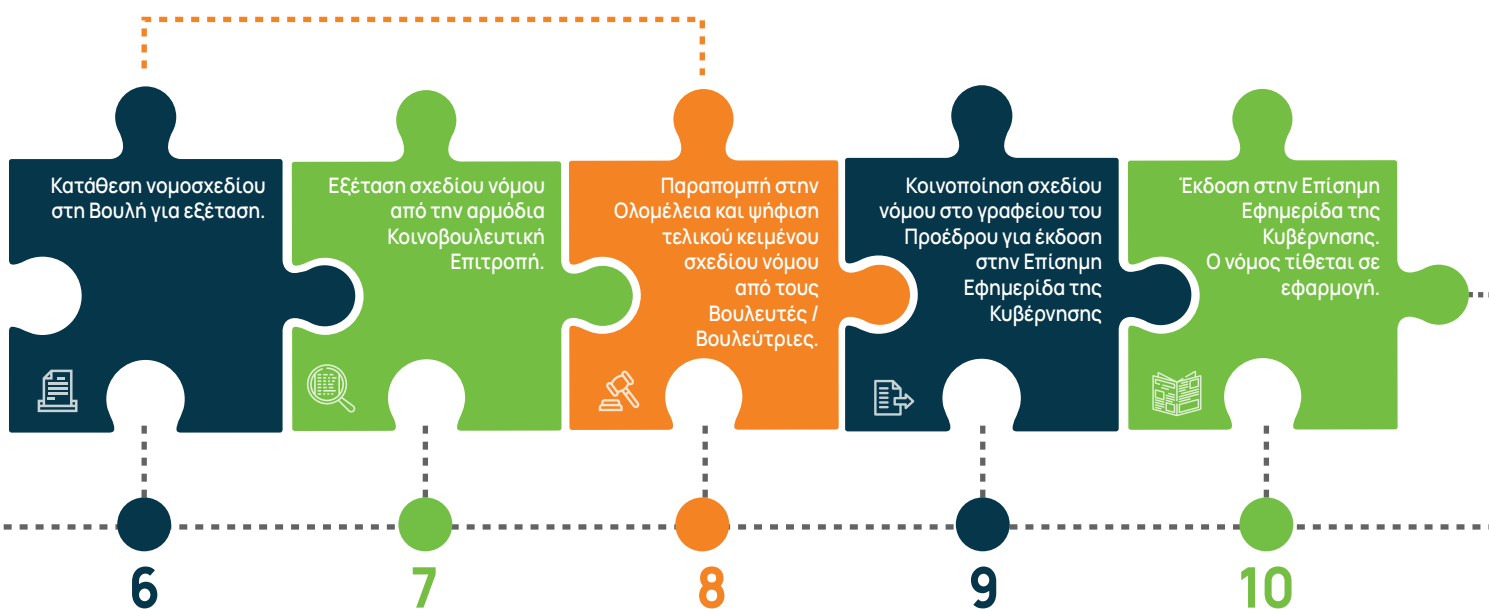 Κατάθεση νομοσχεδίου
στη Βουλή για εξέταση.
Εξέταση σχεδίου νόμου
από την αρμόδια
Κοινοβουλευτική
Επιτροπή.
Παραπομπή στην
Ολομέλεια και ψήφιση
τελικού κειμένου
σχεδίου νόμου
από τους
Βουλευτές /
Βουλεύτριες.
Κοινοποίηση σχεδίου
νόμου στο γραφείου του
Προέδρου για έκδοση
στην Επίσημη
Εφημερίδα της
Κυβέρνησης
Έκδοση στην Επίσημη
Εφημερίδα της
Κυβέρνησης.
Ο νόμος τίθεται σε
εφαρμογή.
6
7
8
9
10